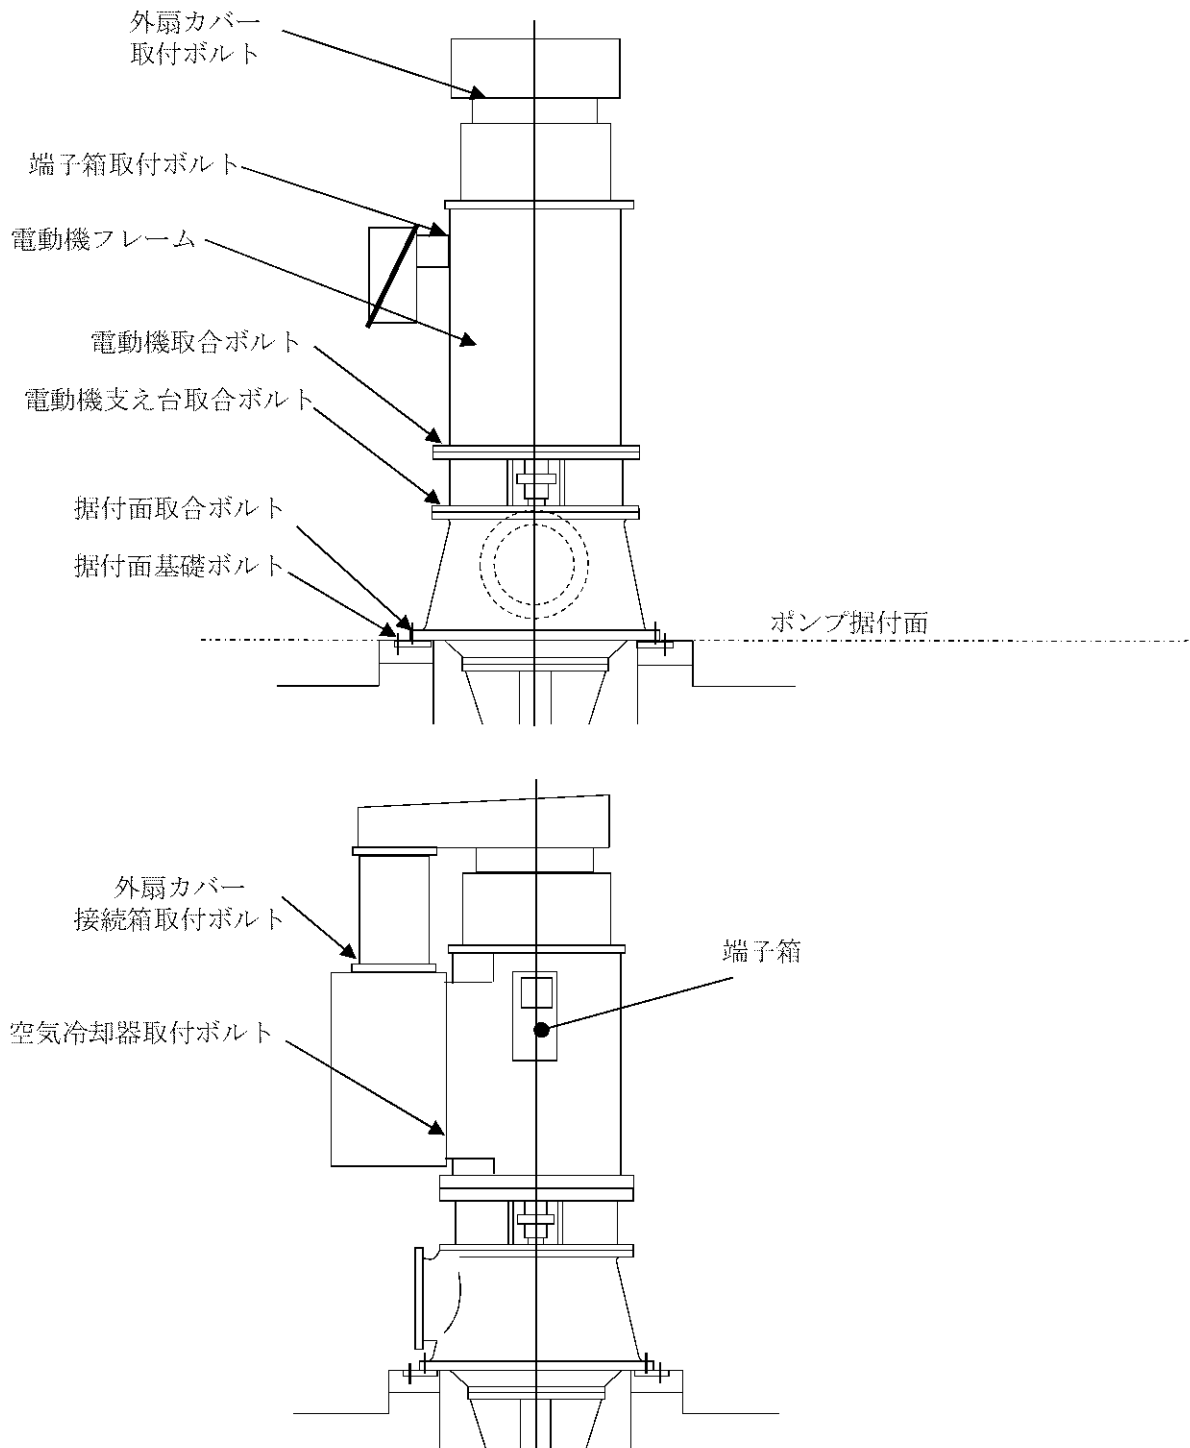 外扇カバー
取付ボルト
端子箱取付ボルト
電動機フレーム
電動機取合ボルト
電動機支え台取合ボルト
据付面取合ボルト
据付面基礎ボルト
ポンプ据付面
外扇カバー
接続箱取付ボルト
端子箱
空気冷却器取付ボルト